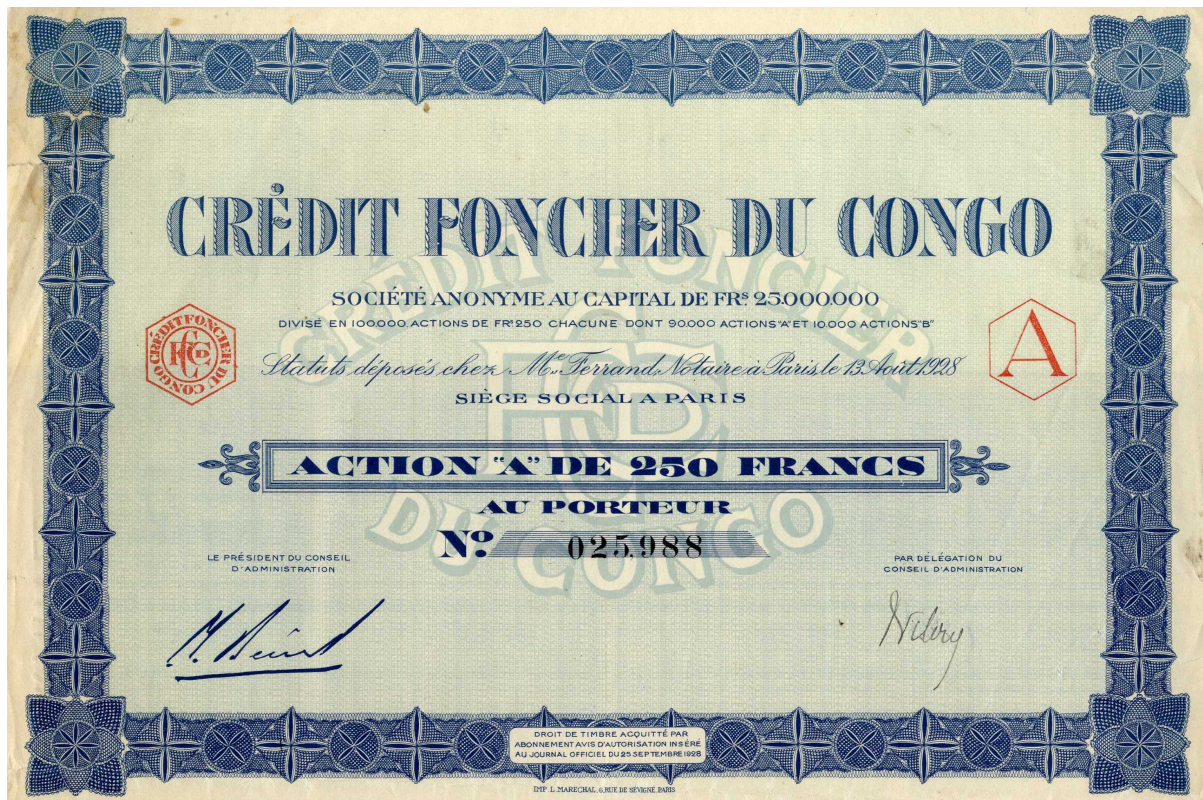 CRÉDIT FONCIER DU CONGO
SOCIÉTÉ ANONYME AU CAPITAL DE FRS 25.000.000
DIVISÉ EN 100.000 ACTIONS DE FRS 250 CHACUNE DONT 90.000 ACTIONS "A" ET 10.000 ACTIONS "B"
Statuts déposés chez Me Ferrand, Notaire à Paris, le 13 Août 1928
SIÈGE SOCIAL A PARIS
CRÉDIT FONCIER DU CONGO
A
ACTION "A" DE 250 FRANCS
AU PORTEUR
No. 025.988
CRÉDIT FONCIER
DU CONGO
LE PRÉSIDENT DU CONSEIL
D'ADMINISTRATION
PAR DÉLÉGATION DU
CONSEIL D'ADMINISTRATION
DROIT DE TIMBRE ACQUITTÉ PAR
ABONNEMENT AVIS D'AUTORISATION INSÉRÉ
AU JOURNAL OFFICIEL DU 25 SEPTEMBRE 1928
IMP. L. MARECHAL, 6, RUE DE SÉVIGNÉ, PARIS